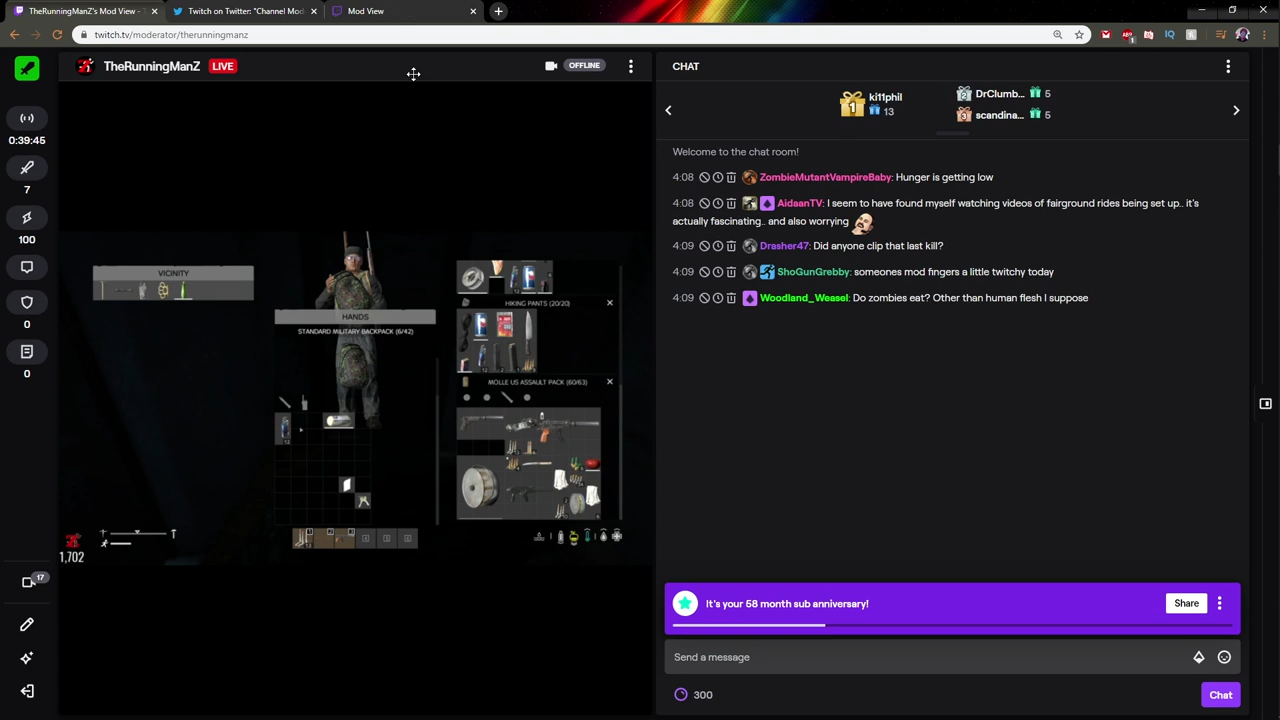 TheRunningManZ's Mod View - T
Twitch on Twitter: "Channel Mod
Mod View
twitch.tv/moderator/therunningmanz
TheRunningManZ
LIVE
OFFLINE
0:39:45
7
100
0
0
17
VICINITY
HANDS
STANDARD MILITARY BACKPACK (6/42)
HIKING PANTS (20/20)
MOLLE US ASSAULT PACK (60/63)
1,702
CHAT
1
ki11phil
13
2
DrClumb...
5
3
scandina...
5
Welcome to the chat room!
4:08 ZombieMutantVampireBaby: Hunger is getting low
4:08 AidaanTV: I seem to have found myself watching videos of fairground rides being set up.. it's
actually fascinating.. and also worrying
4:09 Drasher47: Did anyone clip that last kill?
4:09 ShoGunGrebby: someones mod fingers a little twitchy today
4:09 Woodland_Weasel: Do zombies eat? Other than human flesh I suppose
It's your 58 month sub anniversary!
Share
Send a message
300
Chat